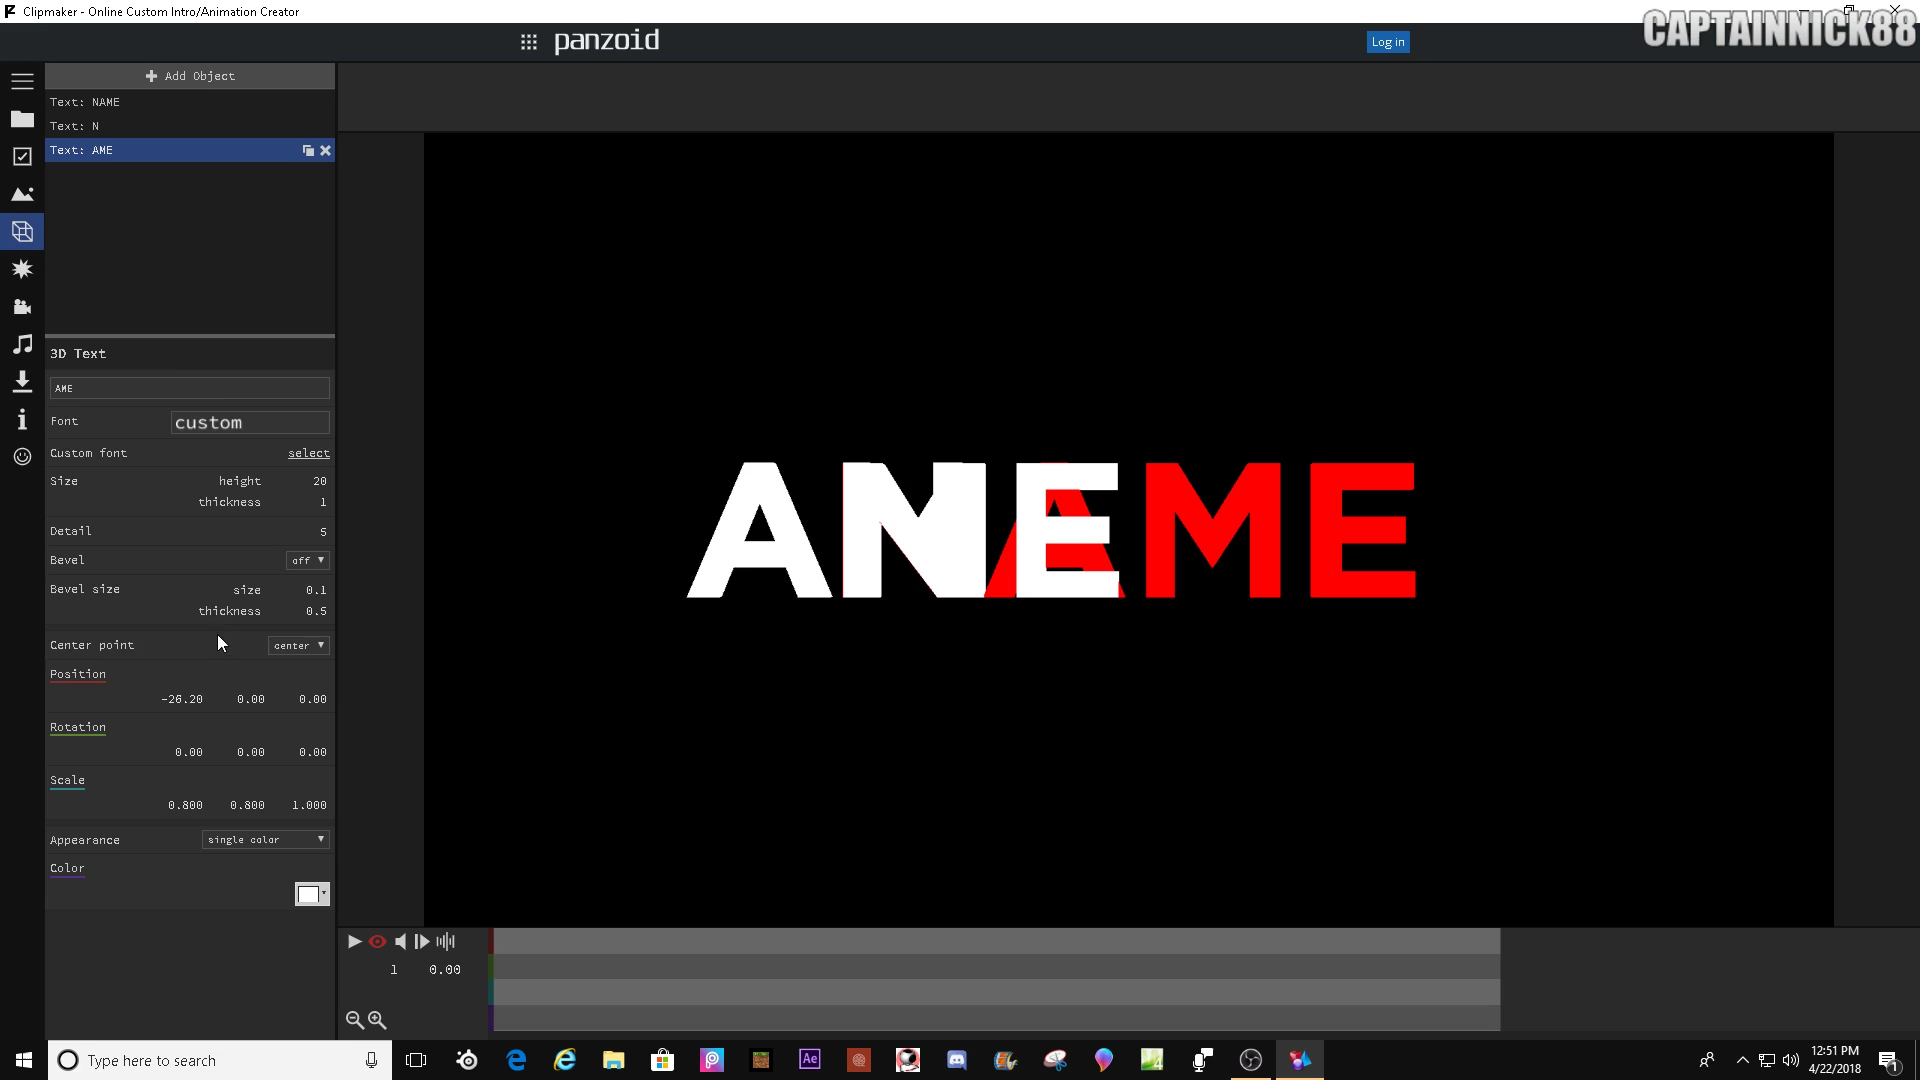 Clipmaker - Online Custom Intro/Animation Creator
panzoid
Log in
CAPTAINNICK88
Add Object
Text: NAME
Text: N
Text: AME
3D Text
AME
Font custom
Custom font select
Size height 20
thickness 1
Detail 5
Bevel off
Bevel size size 0.1
thickness 0.5
Center point center
Position
-26.20 0.00 0.00
Rotation
0.00 0.00 0.00
Scale
0.800 0.800 1.000
Appearance single color
Color
ANEME
1 0.00
Type here to search
Ae
4
12:51 PM
4/22/2018
1